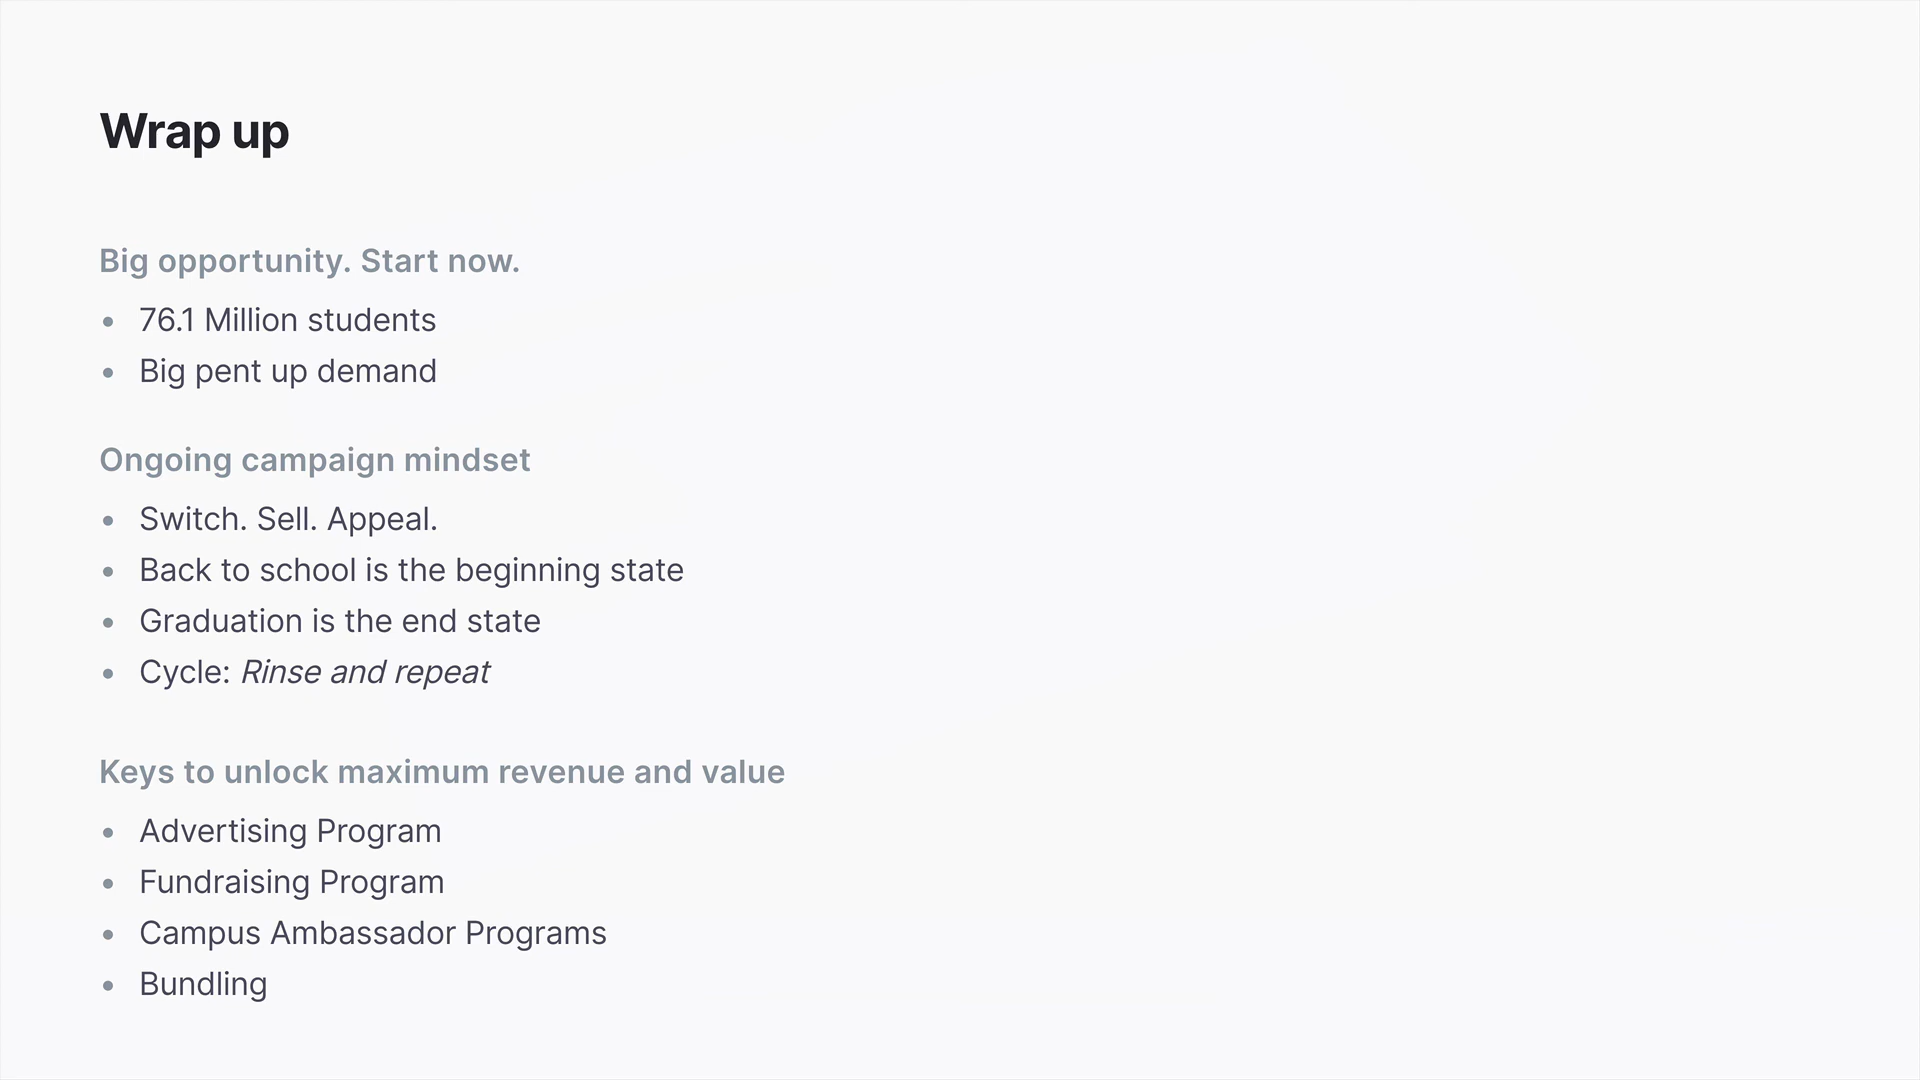 Wrap up
Big opportunity. Start now.
• 76.1 Million students
• Big pent up demand
Ongoing campaign mindset
• Switch. Sell. Appeal.
• Back to school is the beginning state
• Graduation is the end state
• Cycle: Rinse and repeat
Keys to unlock maximum revenue and value
• Advertising Program
• Fundraising Program
• Campus Ambassador Programs
• Bundling